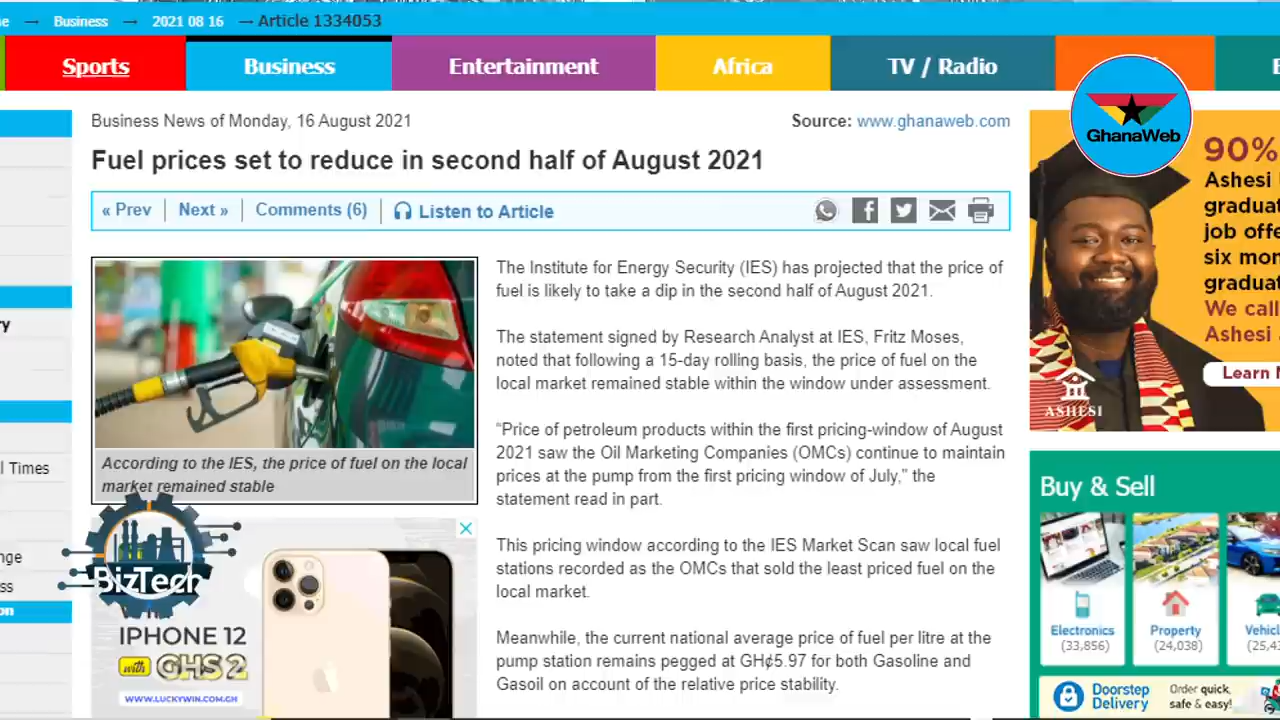 Business → 2021 08 16 → Article 1334053
Sports Business Entertainment Africa TV / Radio
Business News of Monday, 16 August 2021
Source: www.ghanaweb.com
Fuel prices set to reduce in second half of August 2021
« Prev Next » Comments (6) Listen to Article
The Institute for Energy Security (IES) has projected that the price of
fuel is likely to take a dip in the second half of August 2021.
The statement signed by Research Analyst at IES, Fritz Moses,
noted that following a 15-day rolling basis, the price of fuel on the
local market remained stable within the window under assessment.
“Price of petroleum products within the first pricing-window of August
2021 saw the Oil Marketing Companies (OMCs) continue to maintain
prices at the pump from the first pricing window of July,” the
statement read in part.
This pricing window according to the IES Market Scan saw local fuel
stations recorded as the OMCs that sold the least priced fuel on the
local market.
Meanwhile, the current national average price of fuel per litre at the
pump station remains pegged at GH¢5.97 for both Gasoline and
Gasoil on account of the relative price stability.
According to the IES, the price of fuel on the local
market remained stable
BizTech
IPHONE 12
with GHS 2
WWW.LUCKYWIN.COM.GH
Times
GhanaWeb
90%
Ashesi
job
six
We
Ashesi
Learn
ASHESI
Buy & Sell
Electronics
(33,856)
Property
(24,038)
Doorstep
Delivery
Order quick,
safe & easy!